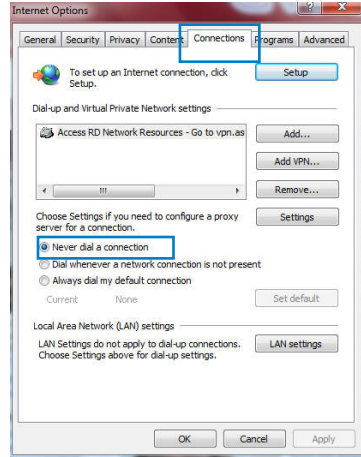 Internet Options
General Security Privacy Content Connections Programs Advanced
To set up an Internet connection, click
Setup.
Setup
Dial-up and Virtual Private Network settings
Access RD Network Resources - Go to vpn.as
Add...
Add VPN...
Remove...
Choose Settings if you need to configure a proxy
server for a connection.
Settings
Never dial a connection
Dial whenever a network connection is not present
Always dial my default connection
Current None
Set default
Local Area Network (LAN) settings
LAN Settings do not apply to dial-up connections.
Choose Settings above for dial-up settings.
LAN settings
OK Cancel Apply